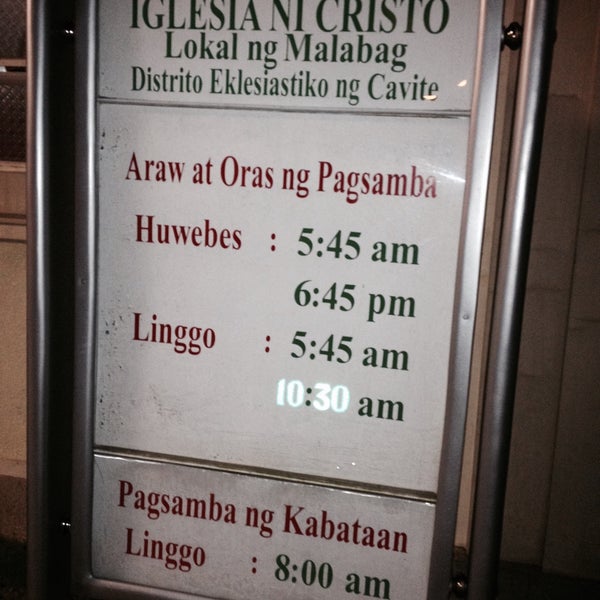 IGLESIA NI CRISTO
Lokal ng Malabag
Distrito Eklesiastiko ng Cavite
Araw at Oras ng Pagsamba
Huwebes : 5:45 am
6:45 pm
Linggo : 5:45 am
10:30 am
Pagsamba ng Kabataan
Linggo : 8:00 am